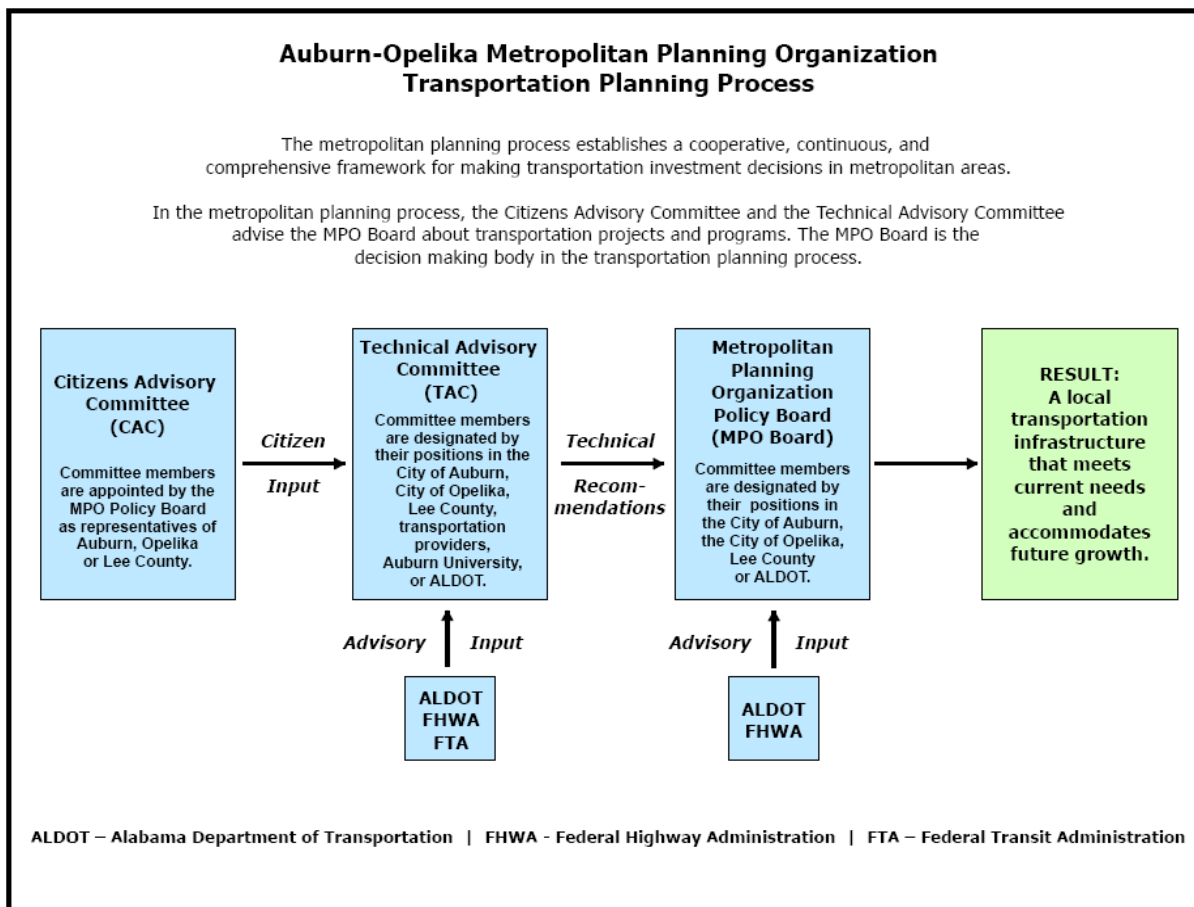 Auburn-Opelika Metropolitan Planning Organization
Transportation Planning Process
The metropolitan planning process establishes a cooperative, continuous, and
comprehensive framework for making transportation investment decisions in metropolitan areas.
In the metropolitan planning process, the Citizens Advisory Committee and the Technical Advisory Committee
advise the MPO Board about transportation projects and programs. The MPO Board is the
decision making body in the transportation planning process.
Citizens Advisory
Committee
(CAC)
Committee members
are appointed by the
MPO Policy Board
as representatives of
Auburn, Opelika
or Lee County.
Citizen
Input
Technical Advisory
Committee
(TAC)
Committee members
are designated by
their positions in the
City of Auburn,
City of Opelika,
Lee County,
transportation
providers,
Auburn University,
or ALDOT.
Technical
Recom-
mendations
Metropolitan
Planning
Organization
Policy Board
(MPO Board)
Committee members
are designated by
their positions in
the City of Auburn,
the City of Opelika,
Lee County
or ALDOT.
RESULT:
A local
transportation
infrastructure
that meets
current needs
and
accommodates
future growth.
Advisory Input
ALDOT
FHWA
FTA
Advisory Input
ALDOT
FHWA
ALDOT – Alabama Department of Transportation | FHWA - Federal Highway Administration | FTA – Federal Transit Administration